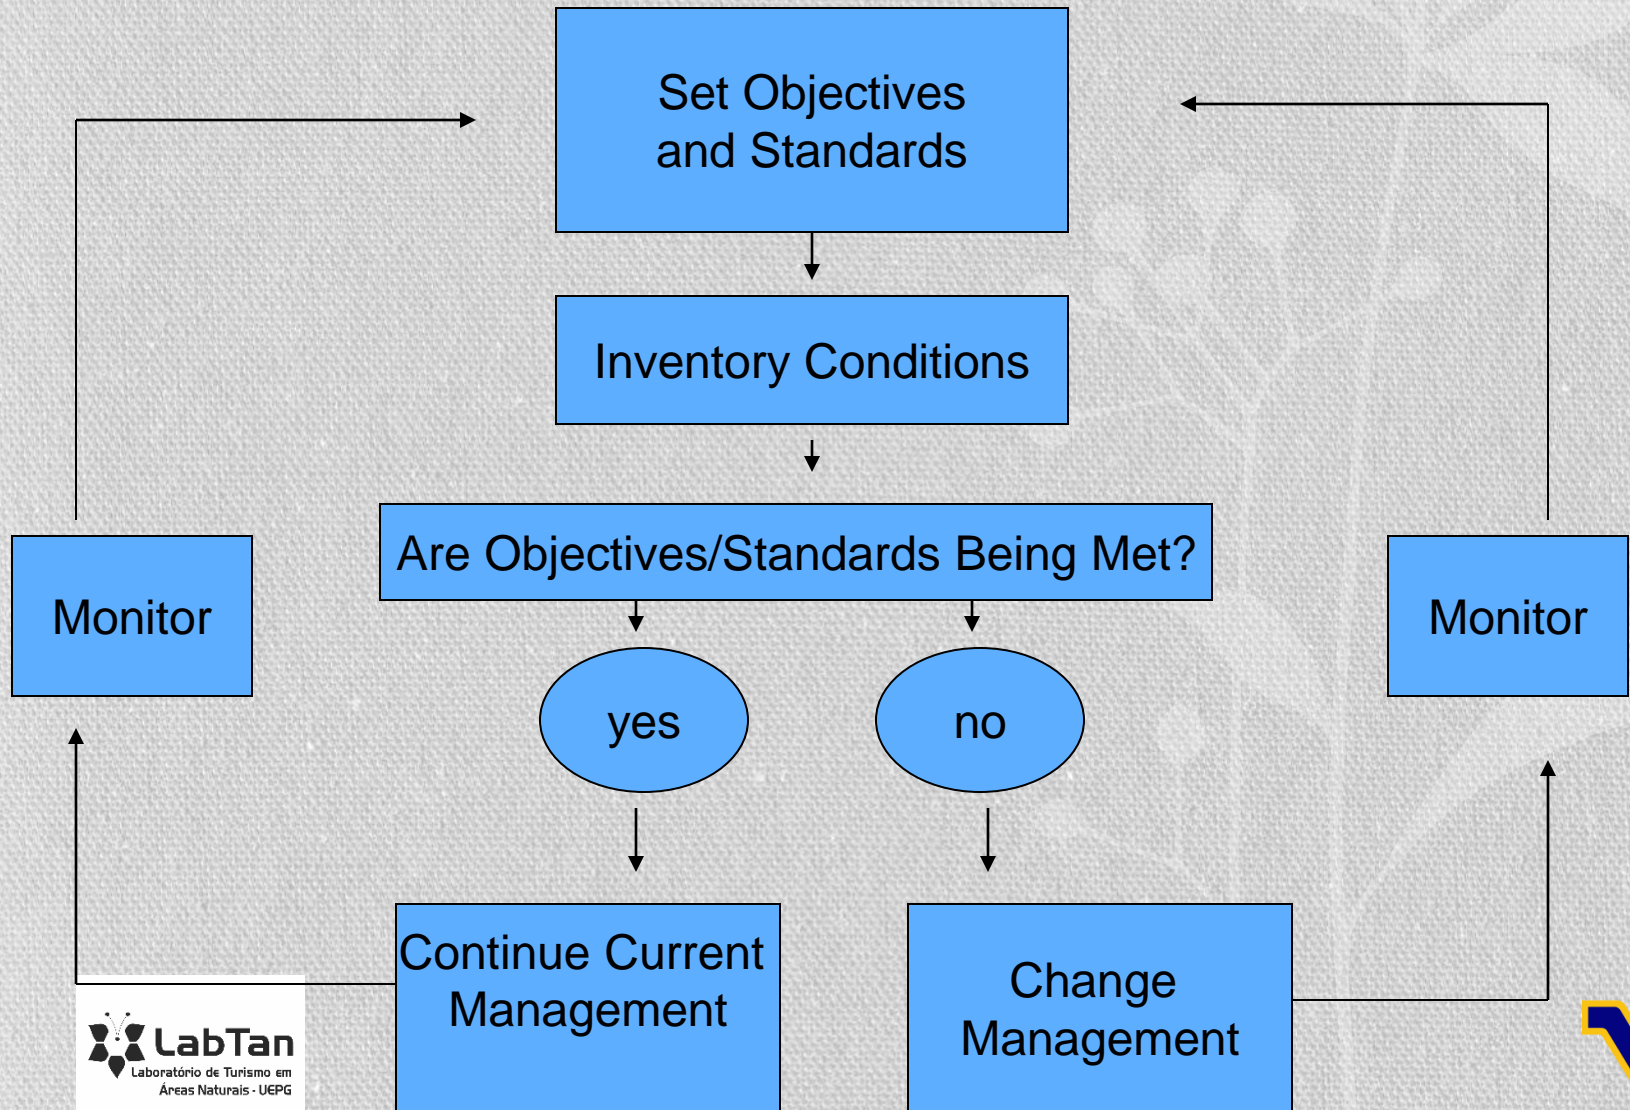 Set Objectives
and Standards
Inventory Conditions
Are Objectives/Standards Being Met?
Monitor
Monitor
yes
no
Continue Current
Management
Change
Management
LabTan
Laboratório de Turismo em
Áreas Naturais - UEPG